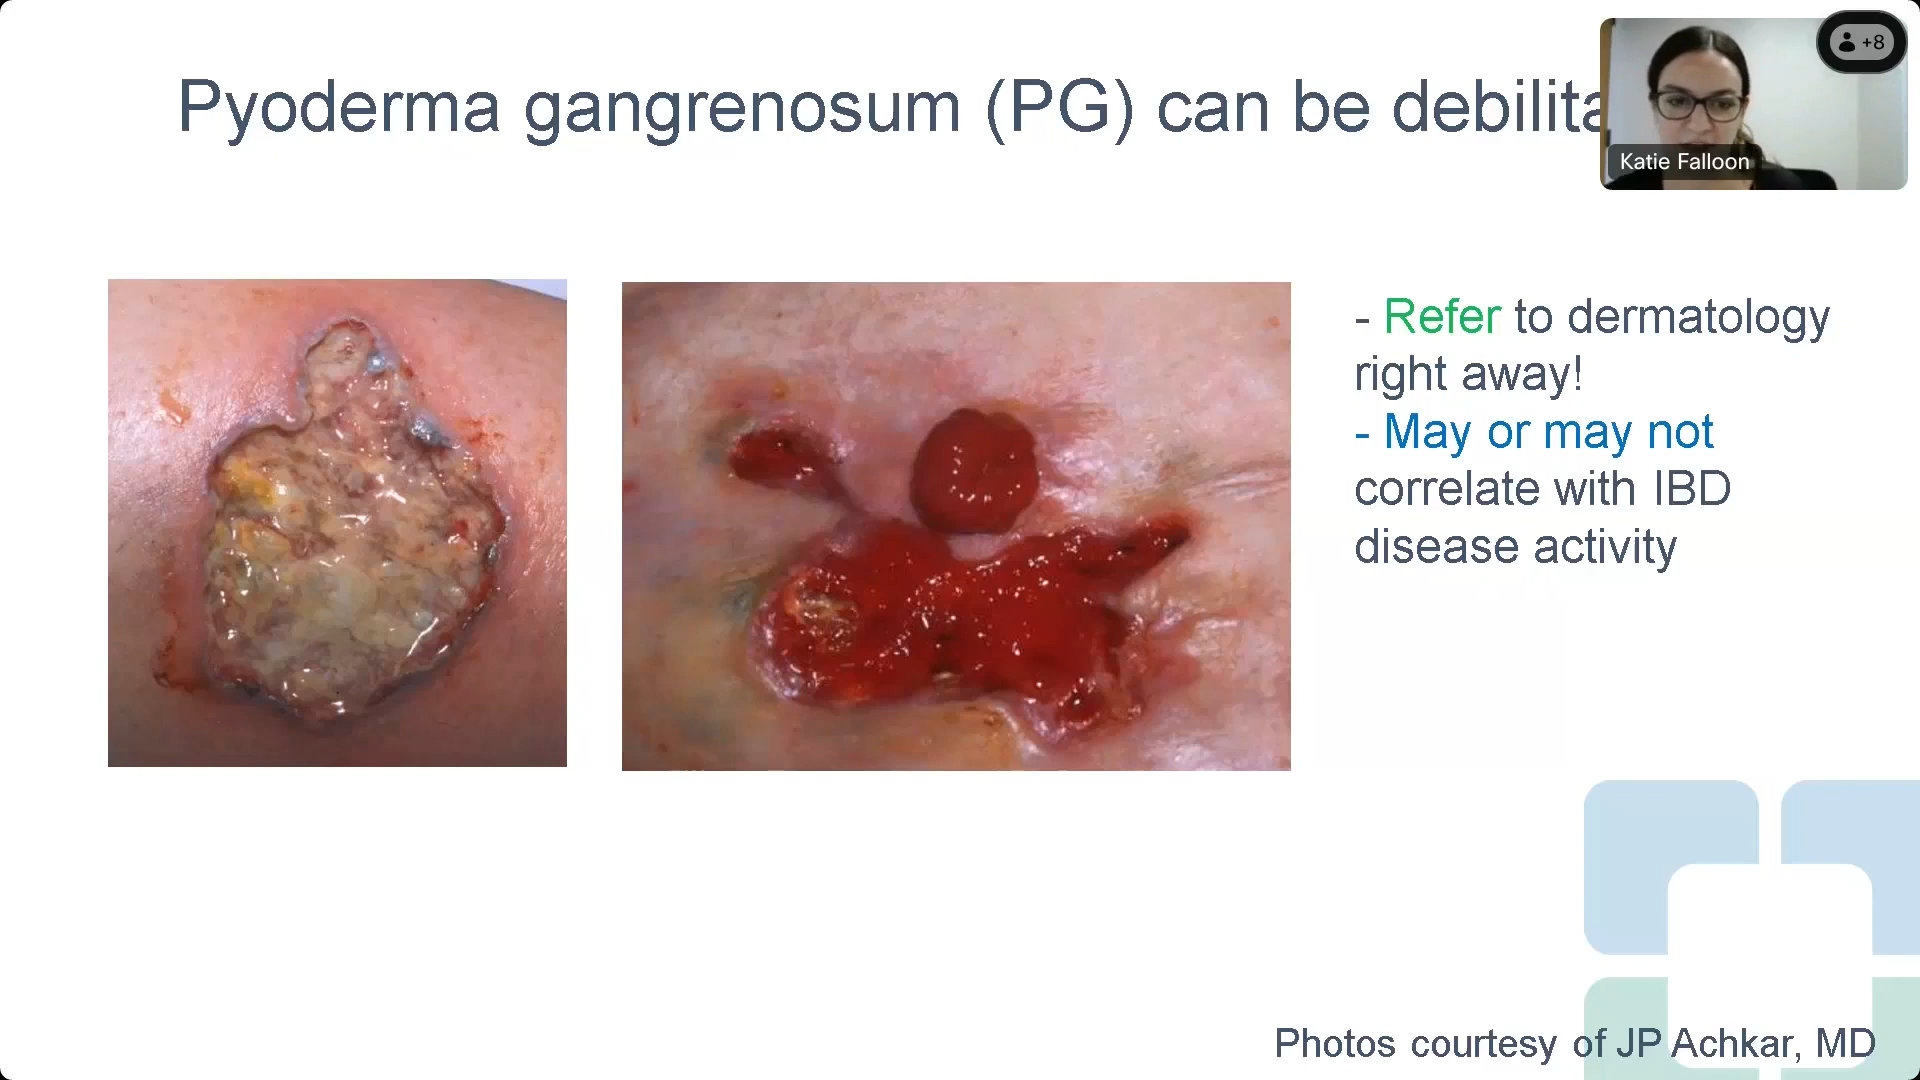 Pyoderma gangrenosum (PG) can be
+8
Katie Falloon
- Refer to dermatology
right away!
- May or may not
correlate with IBD
disease activity
Photos courtesy of JP Achkar, MD